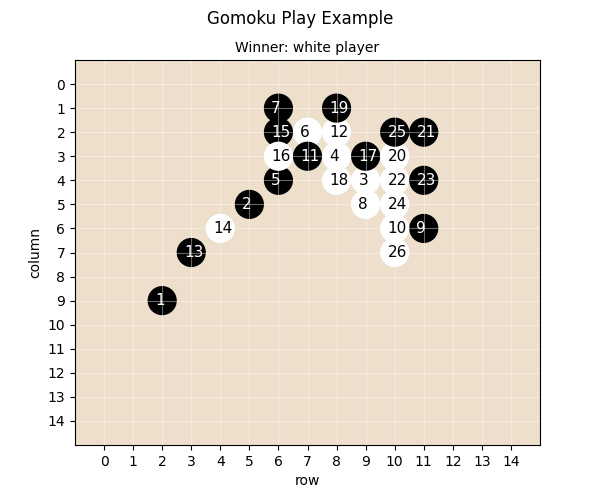 Gomoku Play Example
Winner: white player
0
1 7 19
2 15 6 12 25 21
3 16 11 4 17 20
4 5 18 3 22 23
5 2 8 24
6 14 10 9
7 13 26
8
9 1
10
11
12
13
14
column
0 1 2 3 4 5 6 7 8 9 10 11 12 13 14
row